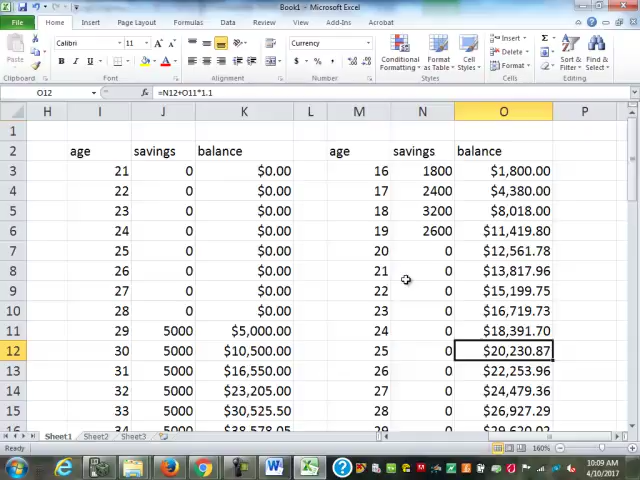 Book1 - Microsoft Excel
File Home Insert Page Layout Formulas Data Review View Add-Ins Acrobat
Calibri 11 Currency Insert
Paste B I U $ % , Conditional Formatting Format as Table Cell Styles Delete Sort & Filter Find & Select
Format
Clipboard Font Alignment Number Styles Cells Editing
O12 =N12+O11*1.1
H I J K L M N O P
1
2 age savings balance age savings balance
3 21 0 $0.00 16 1800 $1,800.00
4 22 0 $0.00 17 2400 $4,380.00
5 23 0 $0.00 18 3200 $8,018.00
6 24 0 $0.00 19 2600 $11,419.80
7 25 0 $0.00 20 0 $12,561.78
8 26 0 $0.00 21 0 $13,817.96
9 27 0 $0.00 22 0 $15,199.75
10 28 0 $0.00 23 0 $16,719.73
11 29 5000 $5,000.00 24 0 $18,391.70
12 30 5000 $10,500.00 25 0 $20,230.87
13 31 5000 $16,550.00 26 0 $22,253.96
14 32 5000 $23,205.00 27 0 $24,479.36
15 33 5000 $30,525.50 28 0 $26,927.29
16 34 5000 $38,578.05 29 0 $29,620.02
Sheet1 Sheet2 Sheet3
Ready 160%
10:09 AM
4/10/2017